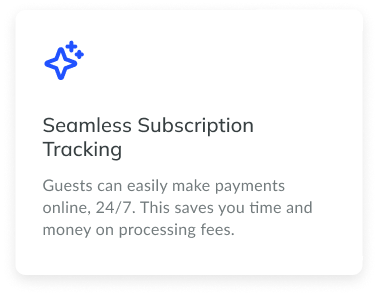 Seamless Subscription
Tracking
Guests can easily make payments
online, 24/7. This saves you time and
money on processing fees.